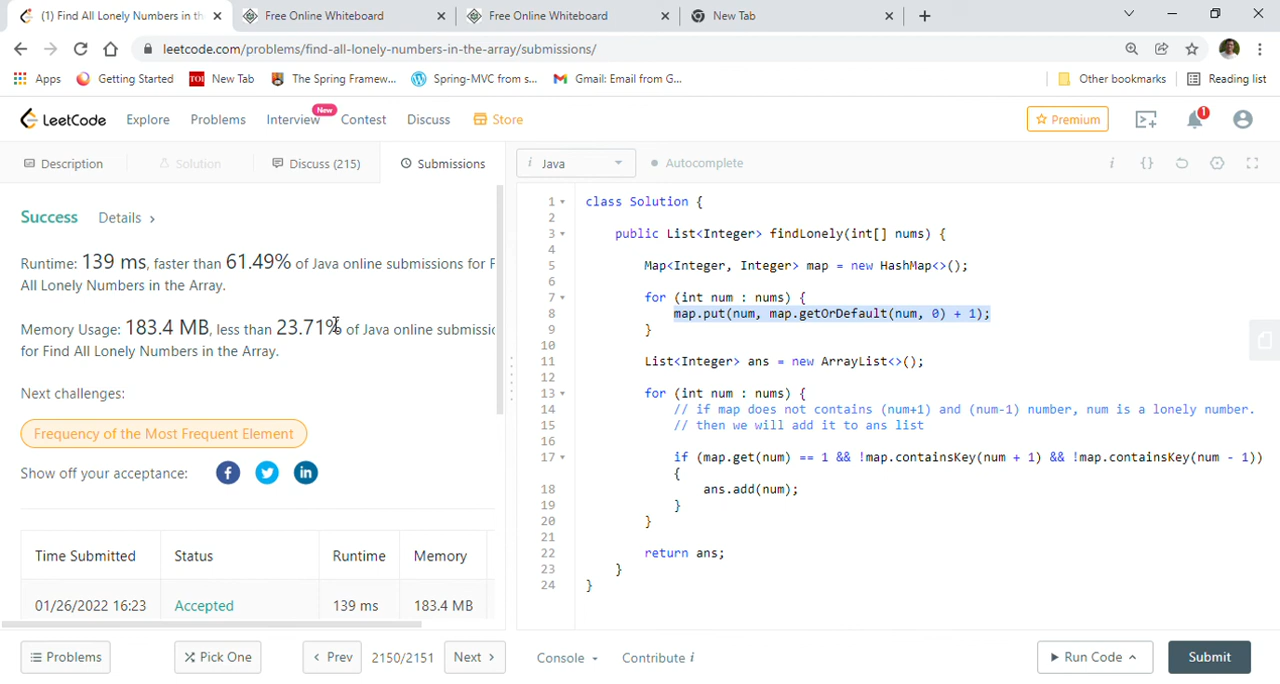 (1) Find All Lonely Numbers in th
Free Online Whiteboard
Free Online Whiteboard
New Tab
leetcode.com/problems/find-all-lonely-numbers-in-the-array/submissions/
Apps
Getting Started
TOI
New Tab
The Spring Framew...
Spring-MVC from s...
Gmail: Email from G...
Other bookmarks
Reading list
LeetCode
Explore
Problems
Interview
New
Contest
Discuss
Store
Premium
1
Description
Solution
Discuss (215)
Submissions
i Java
Autocomplete
i
{}
Success
Details
Runtime: 139 ms, faster than 61.49% of Java online submissions for F
All Lonely Numbers in the Array.
Memory Usage: 183.4 MB, less than 23.71% of Java online submissic
for Find All Lonely Numbers in the Array.
Next challenges:
Frequency of the Most Frequent Element
Show off your acceptance:
Time Submitted
Status
Runtime
Memory
01/26/2022 16:23
Accepted
139 ms
183.4 MB
1 class Solution {
2
3 public List<Integer> findLonely(int[] nums) {
4
5 Map<Integer, Integer> map = new HashMap<>();
6
7 for (int num : nums) {
8 map.put(num, map.getOrDefault(num, 0) + 1);
9 }
10
11 List<Integer> ans = new ArrayList<>();
12
13 for (int num : nums) {
14 // if map does not contains (num+1) and (num-1) number, num is a lonely number.
15 // then we will add it to ans list
16
17 if (map.get(num) == 1 && !map.containsKey(num + 1) && !map.containsKey(num - 1))
{
18 ans.add(num);
19 }
20 }
21
22 return ans;
23 }
24 }
Problems
Pick One
Prev
2150/2151
Next
Console
Contribute i
Run Code
Submit